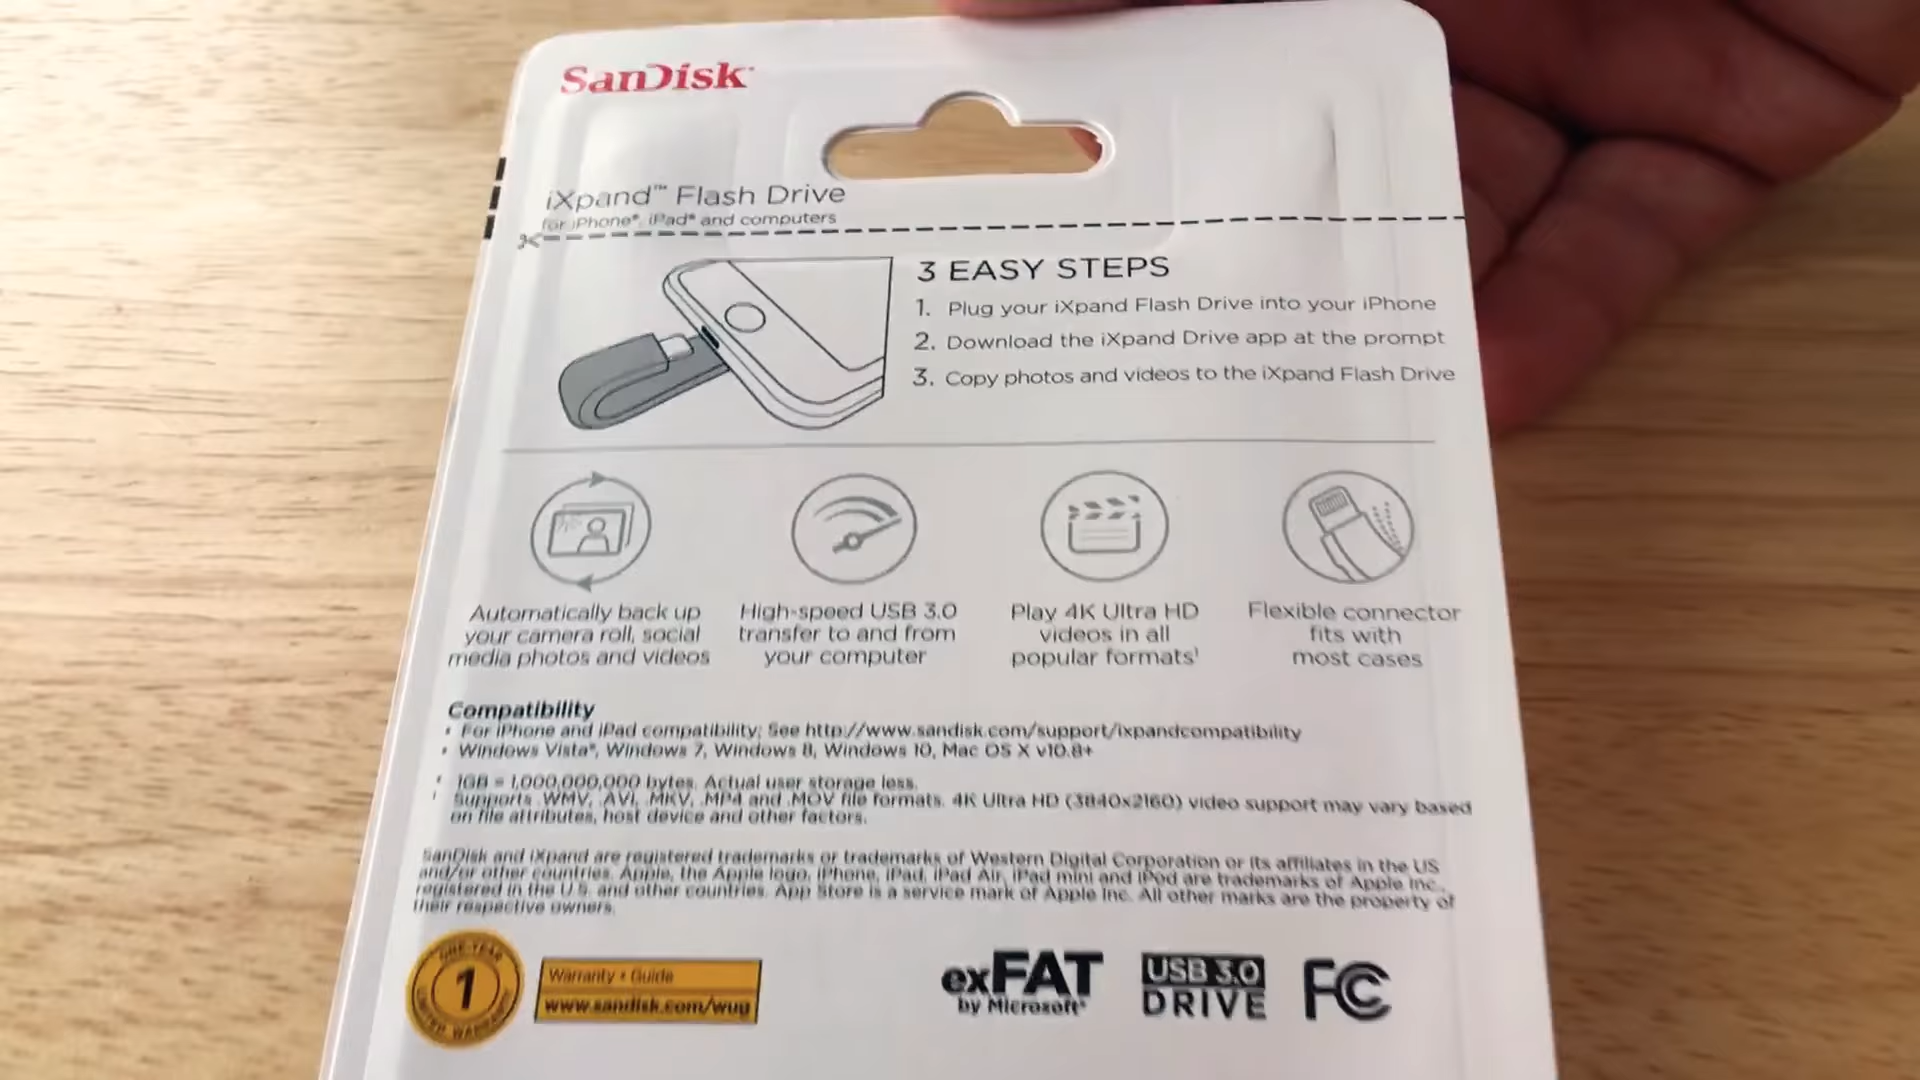 SanDisk
iXpand™ Flash Drive
for iPhone®, iPad® and computers
3 EASY STEPS
1. Plug your iXpand Flash Drive into your iPhone
2. Download the iXpand Drive app at the prompt
3. Copy photos and videos to the iXpand Flash Drive
Automatically back up
your camera roll, social
media photos and videos
High-speed USB 3.0
transfer to and from
your computer
Play 4K Ultra HD
videos in all
popular formats¹
Flexible connector
fits with
most cases
Compatibility
• For iPhone and iPad compatibility: See http://www.sandisk.com/support/ixpandcompatibility
• Windows Vista®, Windows 7, Windows 8, Windows 10, Mac OS X v10.8+
1GB = 1,000,000,000 bytes. Actual user storage less.
Supports .WMV, .AVI, .MKV, .MP4 and .MOV file formats. 4K Ultra HD (3840x2160) video support may vary based
on file attributes, host device and other factors.
SanDisk and iXpand are registered trademarks or trademarks of Western Digital Corporation or its affiliates in the US
and/or other countries. Apple, the Apple logo, iPhone, iPad, iPad Air, iPad mini and iPod are trademarks of Apple Inc.,
registered in the U.S. and other countries. App Store is a service mark of Apple Inc. All other marks are the property of
their respective owners.
ONE-YEAR
1
LIMITED WARRANTY
Warranty • Guide
www.sandisk.com/wug
exFAT
by Microsoft®
USB 3.0
DRIVE
FC